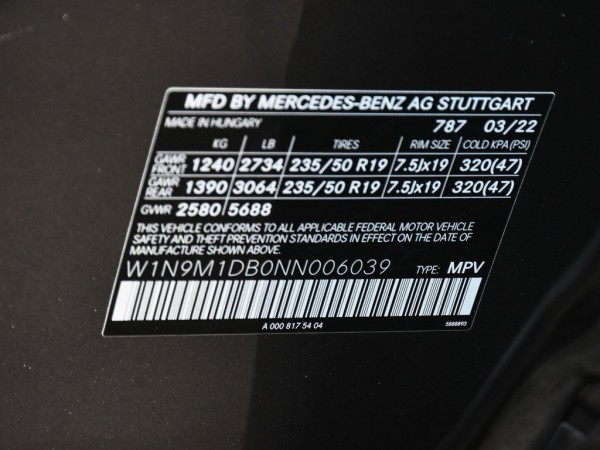 MFD BY MERCEDES-BENZ AG STUTTGART
MADE IN HUNGARY 787 03/22
KG LB TIRES RIM SIZE COLD KPA(PSI)
GAWR FRONT 1240 2734 235/50 R19 7.5Jx19 320(47)
GAWR REAR 1390 3064 235/50 R19 7.5Jx19 320(47)
GVWR 2580 5688
THIS VEHICLE CONFORMS TO ALL APPLICABLE FEDERAL MOTOR VEHICLE
SAFETY AND THEFT PREVENTION STANDARDS IN EFFECT ON THE DATE OF
MANUFACTURE SHOWN ABOVE.
W1N9M1DB0NN006039 TYPE: MPV
A 000 817 54 04